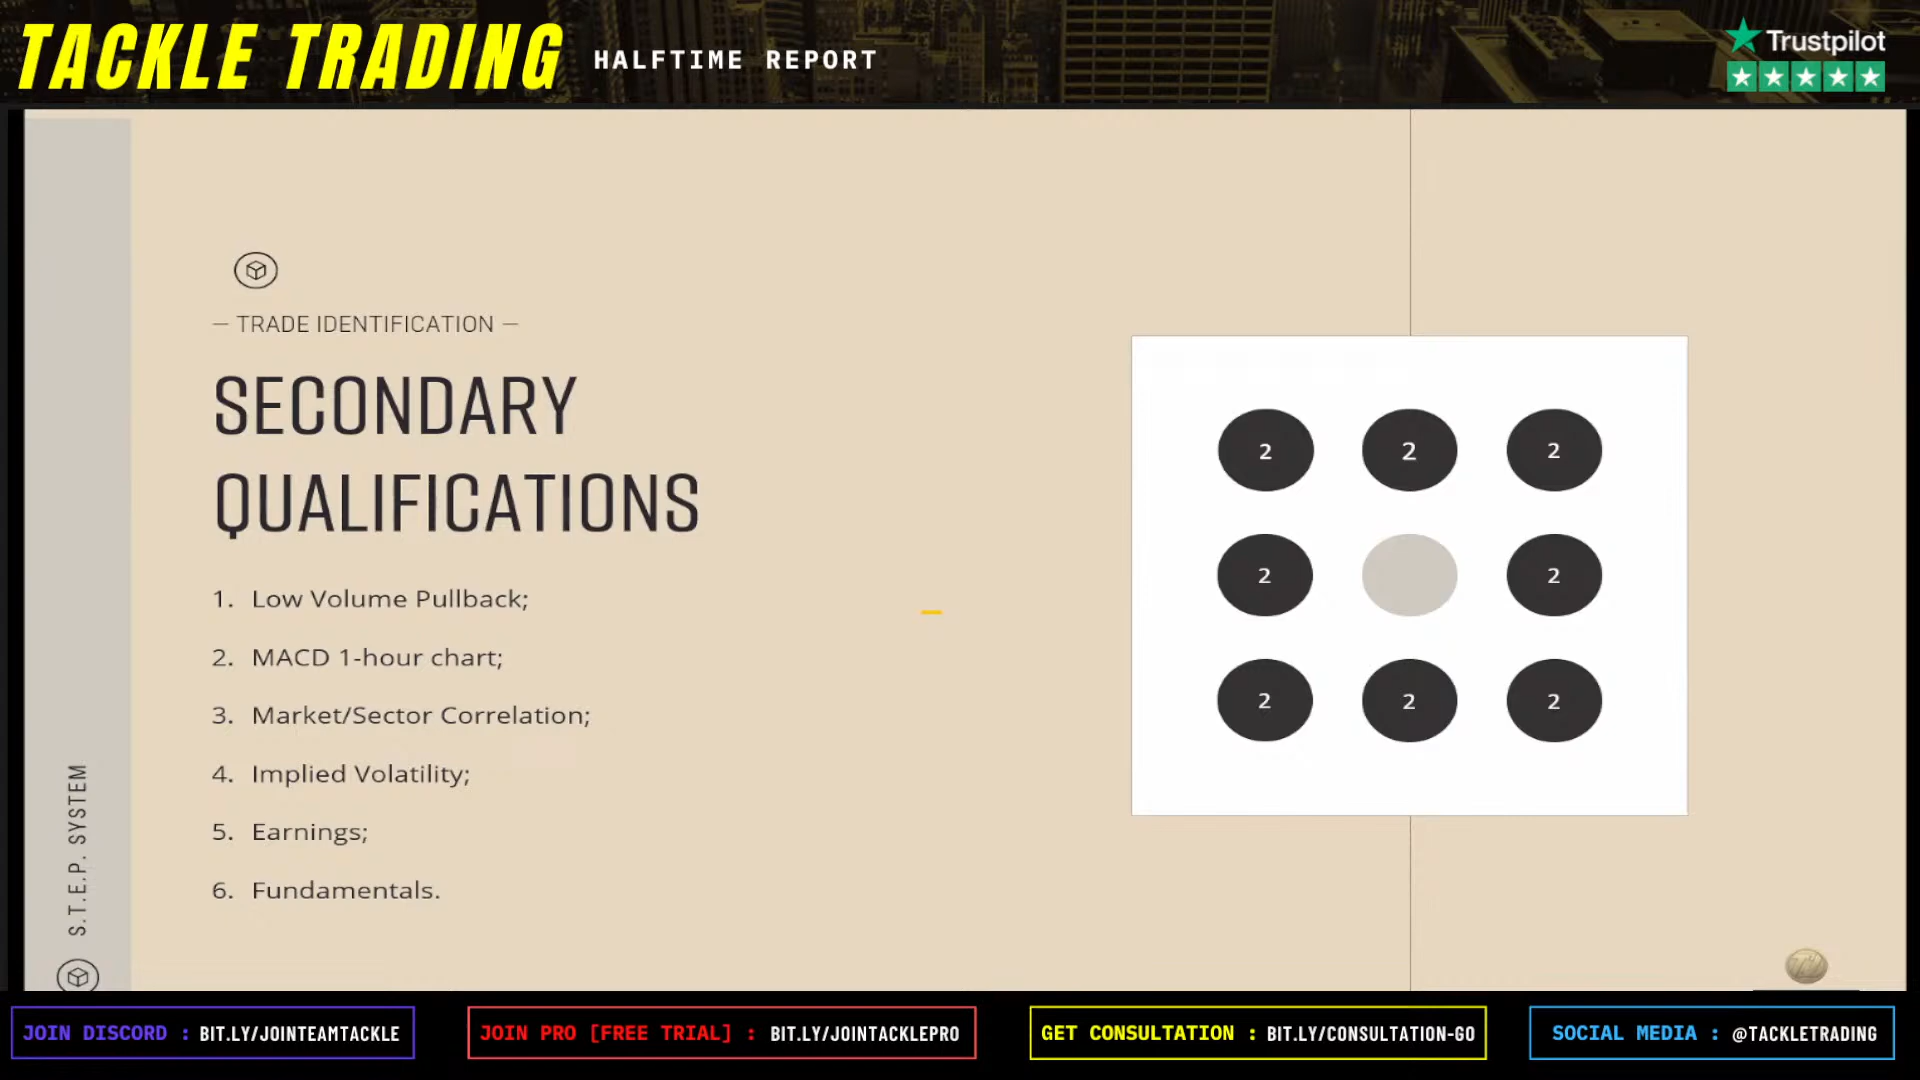 TACKLE TRADING
HALFTIME REPORT
Trustpilot
— TRADE IDENTIFICATION —
SECONDARY
QUALIFICATIONS
1. Low Volume Pullback;
2. MACD 1-hour chart;
3. Market/Sector Correlation;
4. Implied Volatility;
5. Earnings;
6. Fundamentals.
2 2 2
2 2
2 2 2
S.T.E.P. SYSTEM
JOIN DISCORD : BIT.LY/JOINTEAMTACKLE
JOIN PRO [FREE TRIAL] : BIT.LY/JOINTACKLEPRO
GET CONSULTATION : BIT.LY/CONSULTATION-GO
SOCIAL MEDIA : @TACKLETRADING